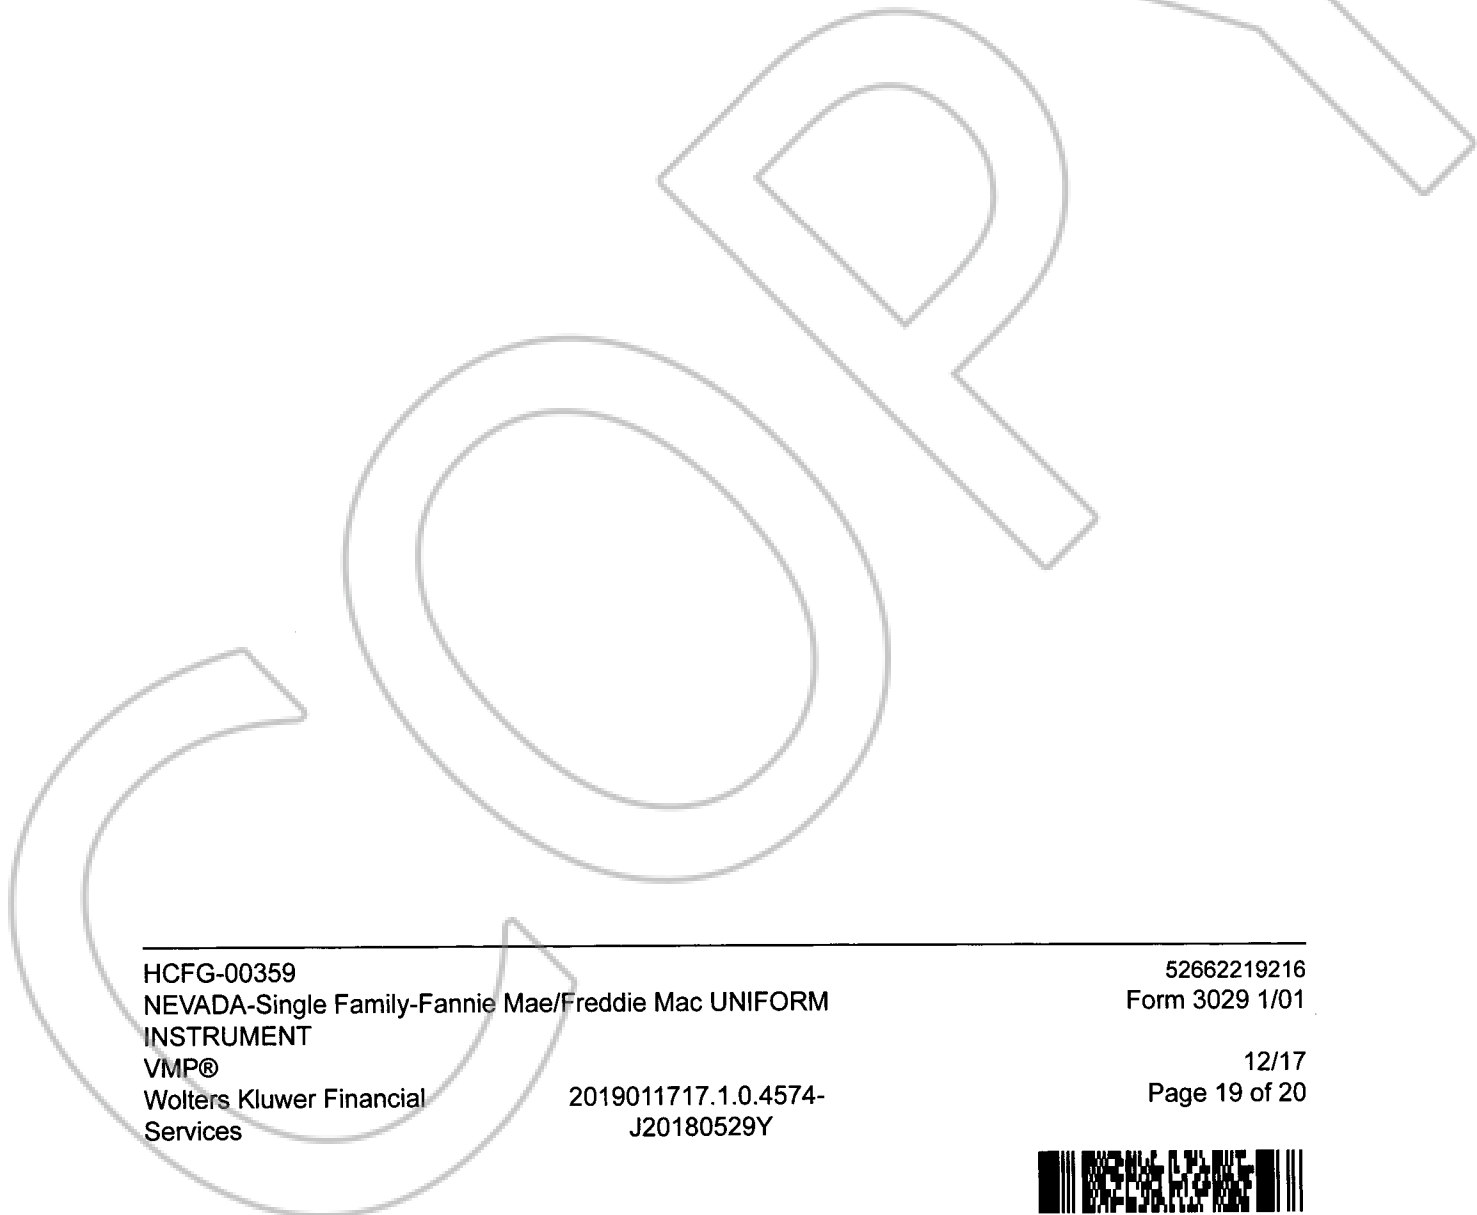 COPY
HCFG-00359 52662219216
NEVADA-Single Family-Fannie Mae/Freddie Mac UNIFORM Form 3029 1/01
INSTRUMENT
VMP® 12/17
Wolters Kluwer Financial 2019011717.1.0.4574- Page 19 of 20
Services J20180529Y